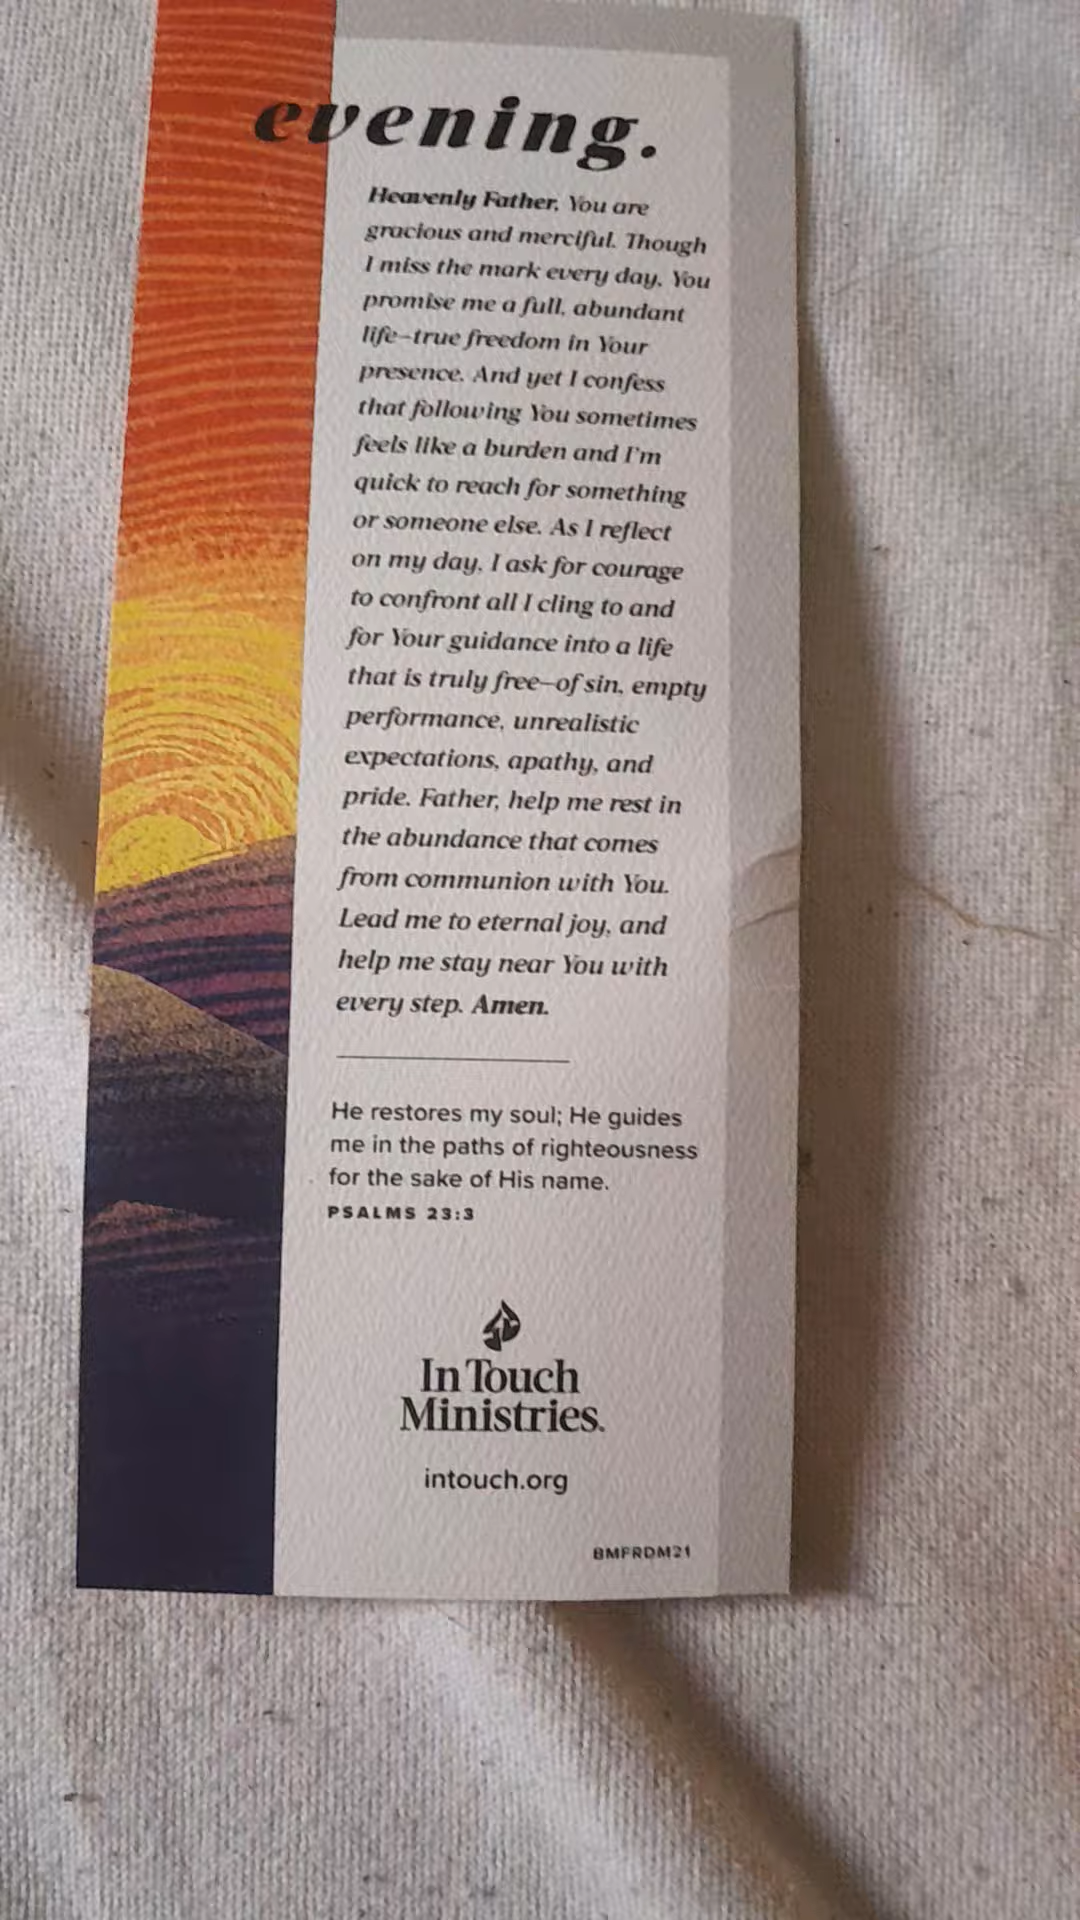 evening.
Heavenly Father, You are
gracious and merciful. Though
I miss the mark every day, You
promise me a full, abundant
life—true freedom in Your
presence. And yet I confess
that following You sometimes
feels like a burden and I'm
quick to reach for something
or someone else. As I reflect
on my day, I ask for courage
to confront all I cling to and
for Your guidance into a life
that is truly free—of sin, empty
performance, unrealistic
expectations, apathy, and
pride. Father, help me rest in
the abundance that comes
from communion with You.
Lead me to eternal joy, and
help me stay near You with
every step. Amen.
He restores my soul; He guides
me in the paths of righteousness
for the sake of His name.
PSALMS 23:3
In Touch
Ministries.
intouch.org
BMFRDM21